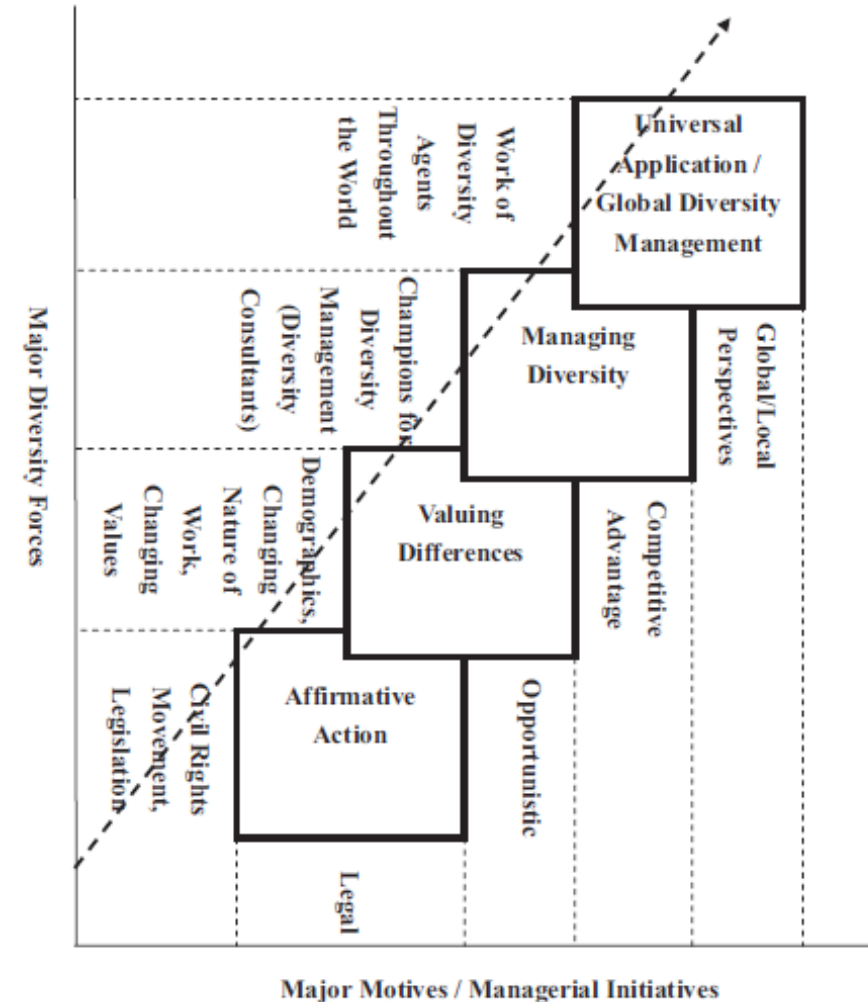 Work of
Diversity
Agents
Throughout
the World
Universal
Application /
Global Diversity
Management
Champions for
Diversity
Management
(Diversity
Consultants)
Managing
Diversity
Global/Local
Perspectives
Major Diversity Forces
Demographics,
Changing
Nature of
Work,
Changing
Values
Valuing
Differences
Competitive
Advantage
Civil Rights
Movement,
Legislation
Affirmative
Action
Opportunistic
Legal
Major Motives / Managerial Initiatives